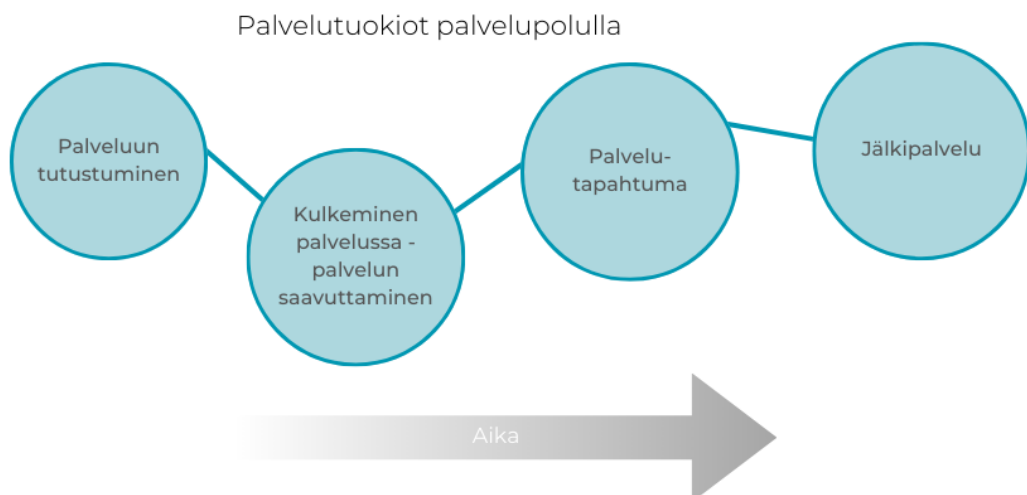 Palvelutuokiot palvelupolulla
Palveluun
tutustuminen
Kulkeminen
palvelussa -
palvelun
saavuttaminen
Palvelu-
tapahtuma
Jälkipalvelu
Aika